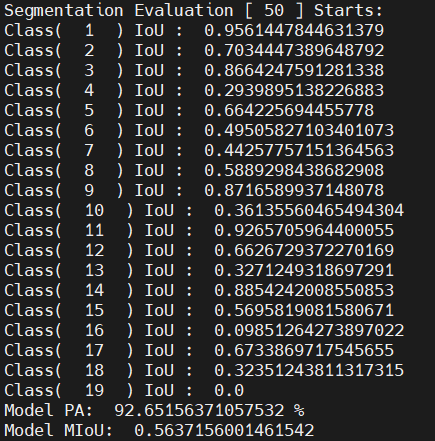 Segmentation Evaluation [ 50 ] Starts:
Class( 1 ) IoU : 0.9561447844631379
Class( 2 ) IoU : 0.7034447389648792
Class( 3 ) IoU : 0.8664247591281338
Class( 4 ) IoU : 0.2939895138226883
Class( 5 ) IoU : 0.664225694455778
Class( 6 ) IoU : 0.49505827103401073
Class( 7 ) IoU : 0.44257757151364563
Class( 8 ) IoU : 0.5889298438682908
Class( 9 ) IoU : 0.8716589937148078
Class( 10 ) IoU : 0.36135560465494304
Class( 11 ) IoU : 0.9265705964400055
Class( 12 ) IoU : 0.6626729372270169
Class( 13 ) IoU : 0.3271249318697291
Class( 14 ) IoU : 0.8854242008550853
Class( 15 ) IoU : 0.5695819081580671
Class( 16 ) IoU : 0.09851264273897022
Class( 17 ) IoU : 0.6733869717545655
Class( 18 ) IoU : 0.32351243811317315
Class( 19 ) IoU : 0.0
Model PA: 92.65156371057532 %
Model MIoU: 0.5637156001461542